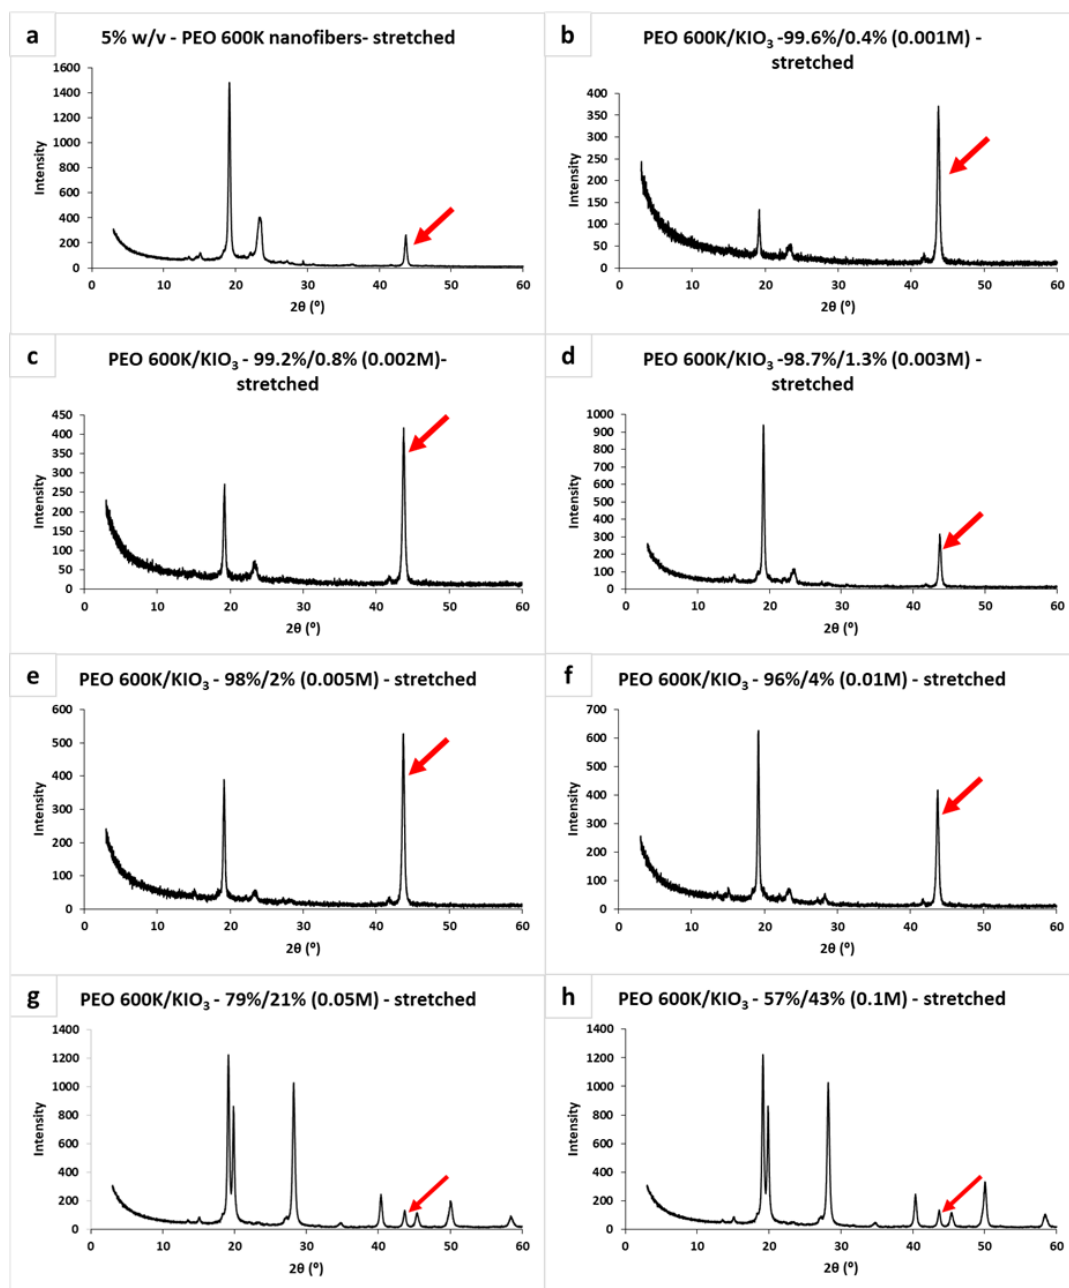 a
5% w/v - PEO 600K nanofibers- stretched
1600
1400
1200
1000
800
600
400
200
0
Intensity
0 10 20 30 40 50 60
2θ (°)
b
PEO 600K/KIO₃ -99.6%/0.4% (0.001M) -
stretched
400
350
300
250
200
150
100
50
0
Intensity
0 10 20 30 40 50 60
2θ (°)
c
PEO 600K/KIO₃ - 99.2%/0.8% (0.002M)-
stretched
450
400
350
300
250
200
150
100
50
0
Intensity
0 10 20 30 40 50 60
2θ (°)
d
PEO 600K/KIO₃ -98.7%/1.3% (0.003M) -
stretched
1000
900
800
700
600
500
400
300
200
100
0
Intensity
0 10 20 30 40 50 60
2θ (°)
e
PEO 600K/KIO₃ - 98%/2% (0.005M) - stretched
600
500
400
300
200
100
0
Intensity
0 10 20 30 40 50 60
2θ (°)
f
PEO 600K/KIO₃ - 96%/4% (0.01M) - stretched
700
600
500
400
300
200
100
0
Intensity
0 10 20 30 40 50 60
2θ (°)
g
PEO 600K/KIO₃ - 79%/21% (0.05M) - stretched
1400
1200
1000
800
600
400
200
0
Intensity
0 10 20 30 40 50 60
2θ (°)
h
PEO 600K/KIO₃ - 57%/43% (0.1M) - stretched
1400
1200
1000
800
600
400
200
0
Intensity
0 10 20 30 40 50 60
2θ (°)